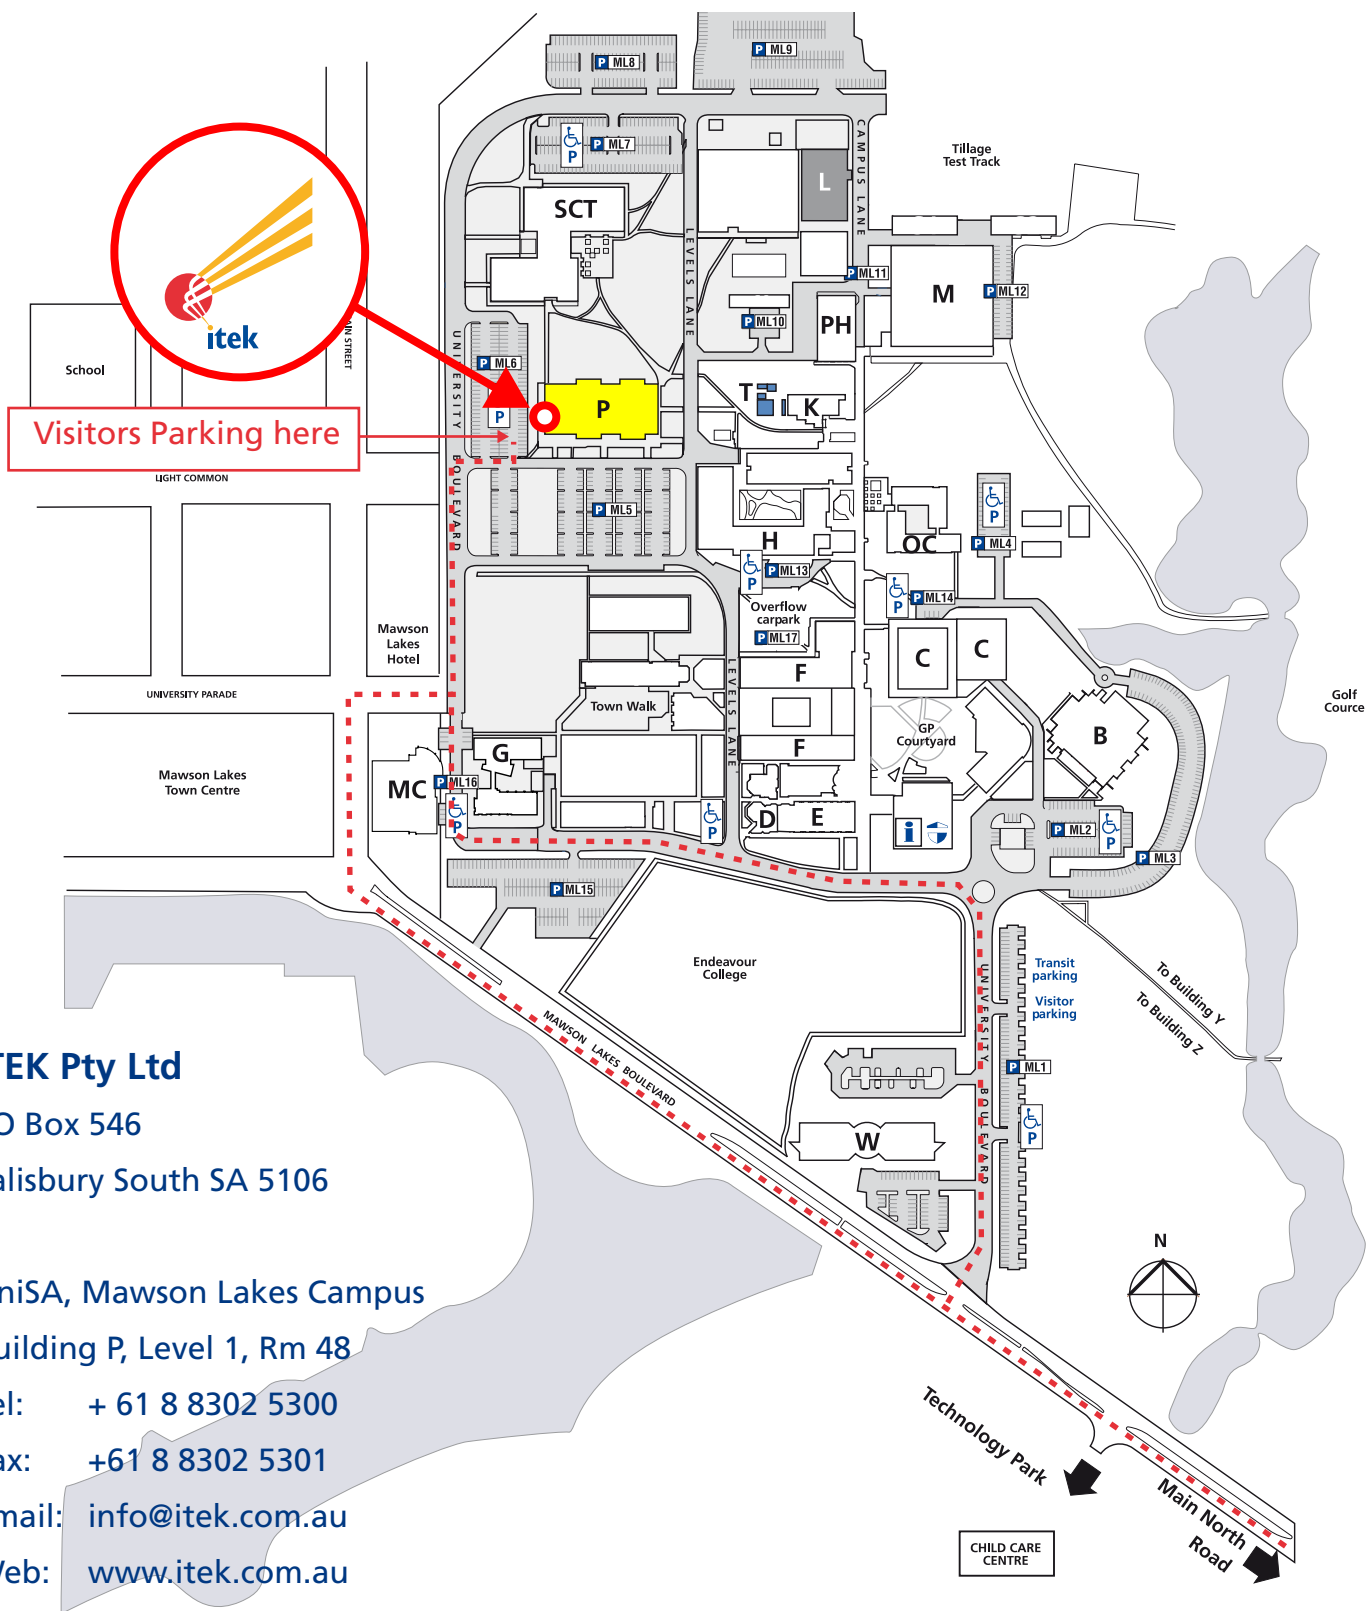 P ML9
P ML8
P ML7
P
CAMPUS LANE
Tillage
Test Track
L
SCT
LEVELS LANE
P ML11
M
P ML12
itek
UNIVERSITY BOULEVARD
P ML10
PH
School
P ML6
P
T
K
P
Visitors Parking here
LIGHT COMMON
P ML5
H
OC
P
P ML4
P
P ML13
P
P ML14
Overflow
carpark
P ML17
Mawson
Lakes
Hotel
C
C
F
LEVELS LANE
UNIVERSITY PARADE
Town Walk
Golf
Cource
GP
Courtyard
B
F
G
Mawson Lakes
Town Centre
MC
P ML16
P
P
D
E
i
P ML2
P
P ML3
P ML15
Endeavour
College
Transit
parking
Visitor
parking
To Building Y
To Building Z
UNIVERSITY BOULEVARD
MAWSON LAKES BOULEVARD
P ML1
P
W
TEK Pty Ltd
O Box 546
alisbury South SA 5106
niSA, Mawson Lakes Campus
uilding P, Level 1, Rm 48
el: + 61 8 8302 5300
ax: +61 8 8302 5301
mail: info@itek.com.au
Web: www.itek.com.au
N
Technology Park
Main North
Road
CHILD CARE
CENTRE